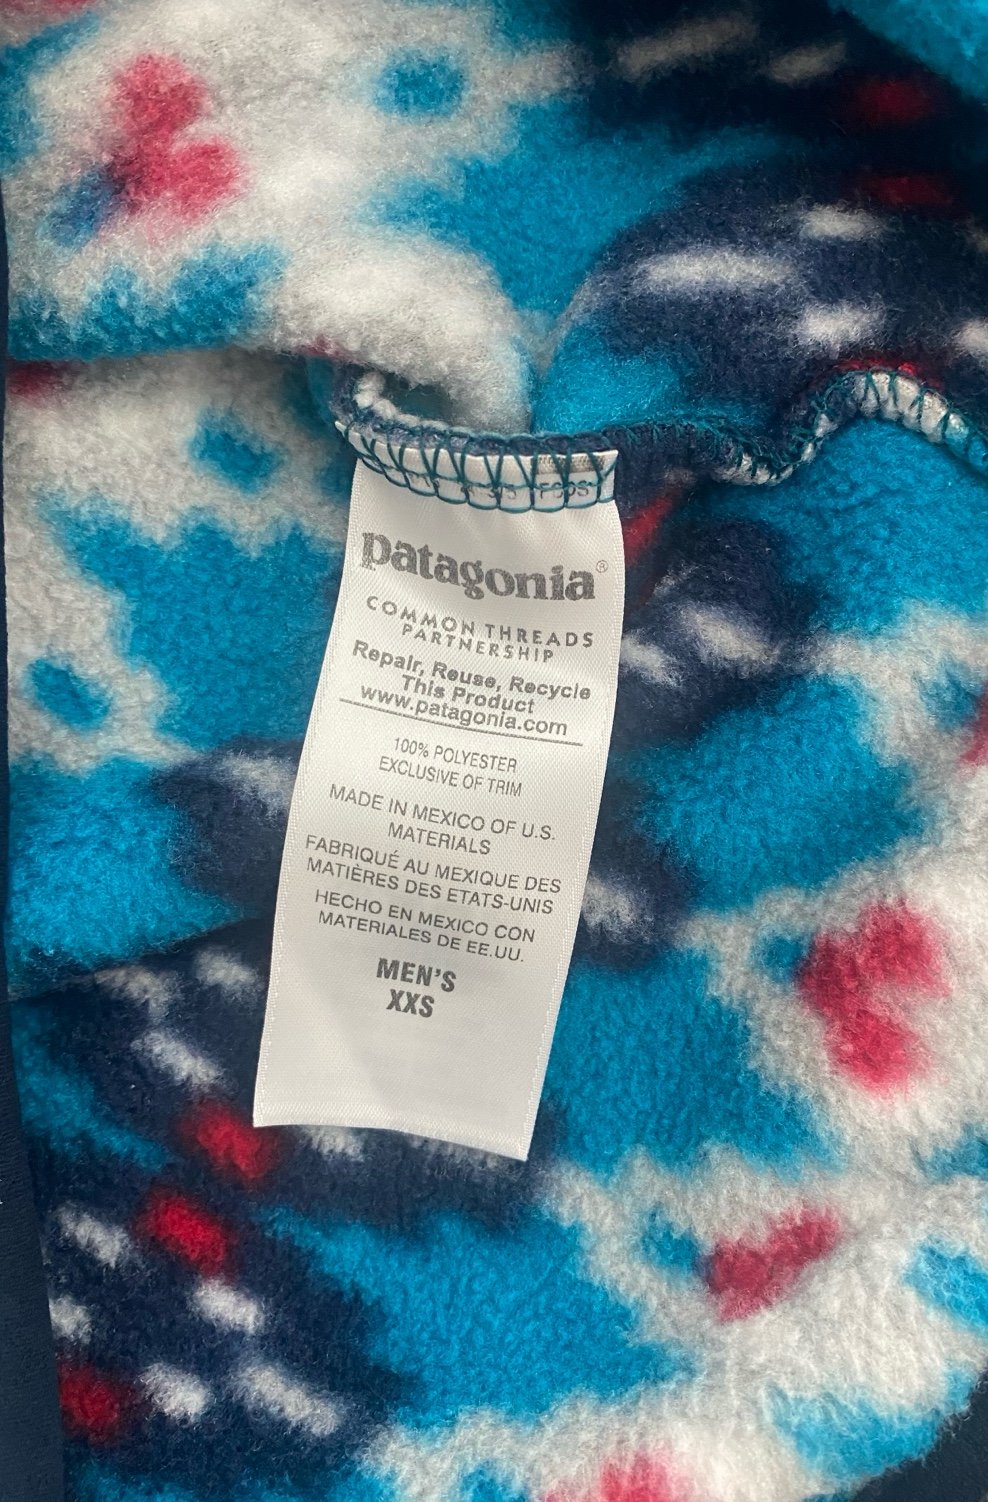 patagonia®
COMMON THREADS
PARTNERSHIP
Repair, Reuse, Recycle
This Product
www.patagonia.com
100% POLYESTER
EXCLUSIVE OF TRIM
MADE IN MEXICO OF U.S.
MATERIALS
FABRIQUÉ AU MEXIQUE DES
MATIÈRES DES ETATS-UNIS
HECHO EN MEXICO CON
MATERIALES DE EE.UU.
MEN'S
XXS